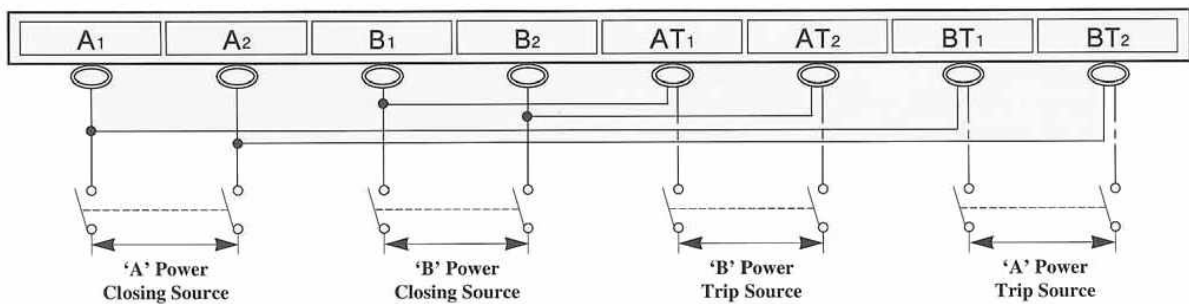 A1 A2 B1 B2 AT1 AT2 BT1 BT2
'A' Power
Closing Source
'B' Power
Closing Source
'B' Power
Trip Source
'A' Power
Trip Source